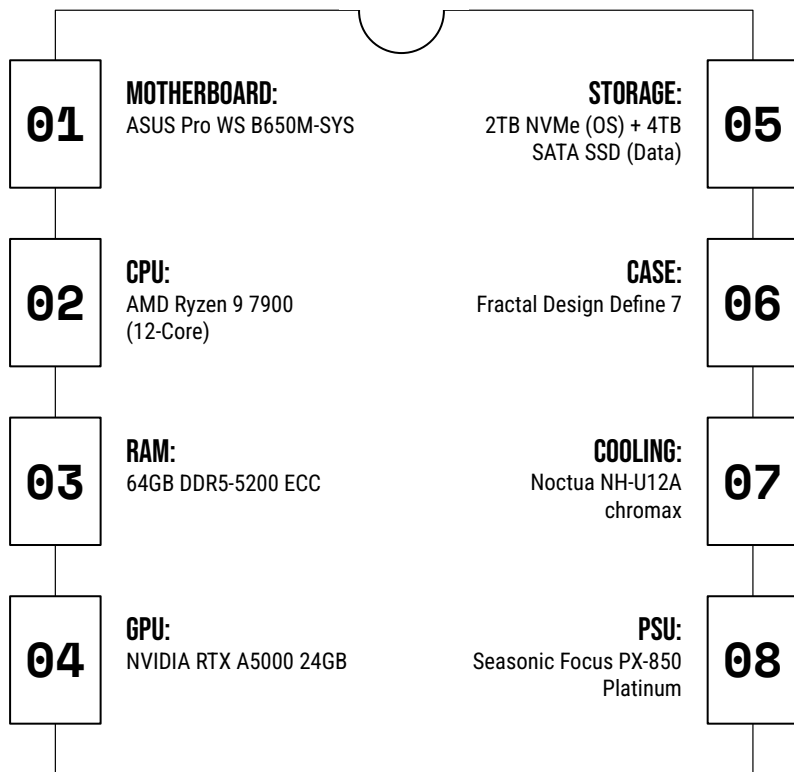 01
MOTHERBOARD:
ASUS Pro WS B650M-SYS
02
CPU:
AMD Ryzen 9 7900
(12-Core)
03
RAM:
64GB DDR5-5200 ECC
04
GPU:
NVIDIA RTX A5000 24GB
05
STORAGE:
2TB NVMe (OS) + 4TB
SATA SSD (Data)
06
CASE:
Fractal Design Define 7
07
COOLING:
Noctua NH-U12A
chromax
08
PSU:
Seasonic Focus PX-850
Platinum